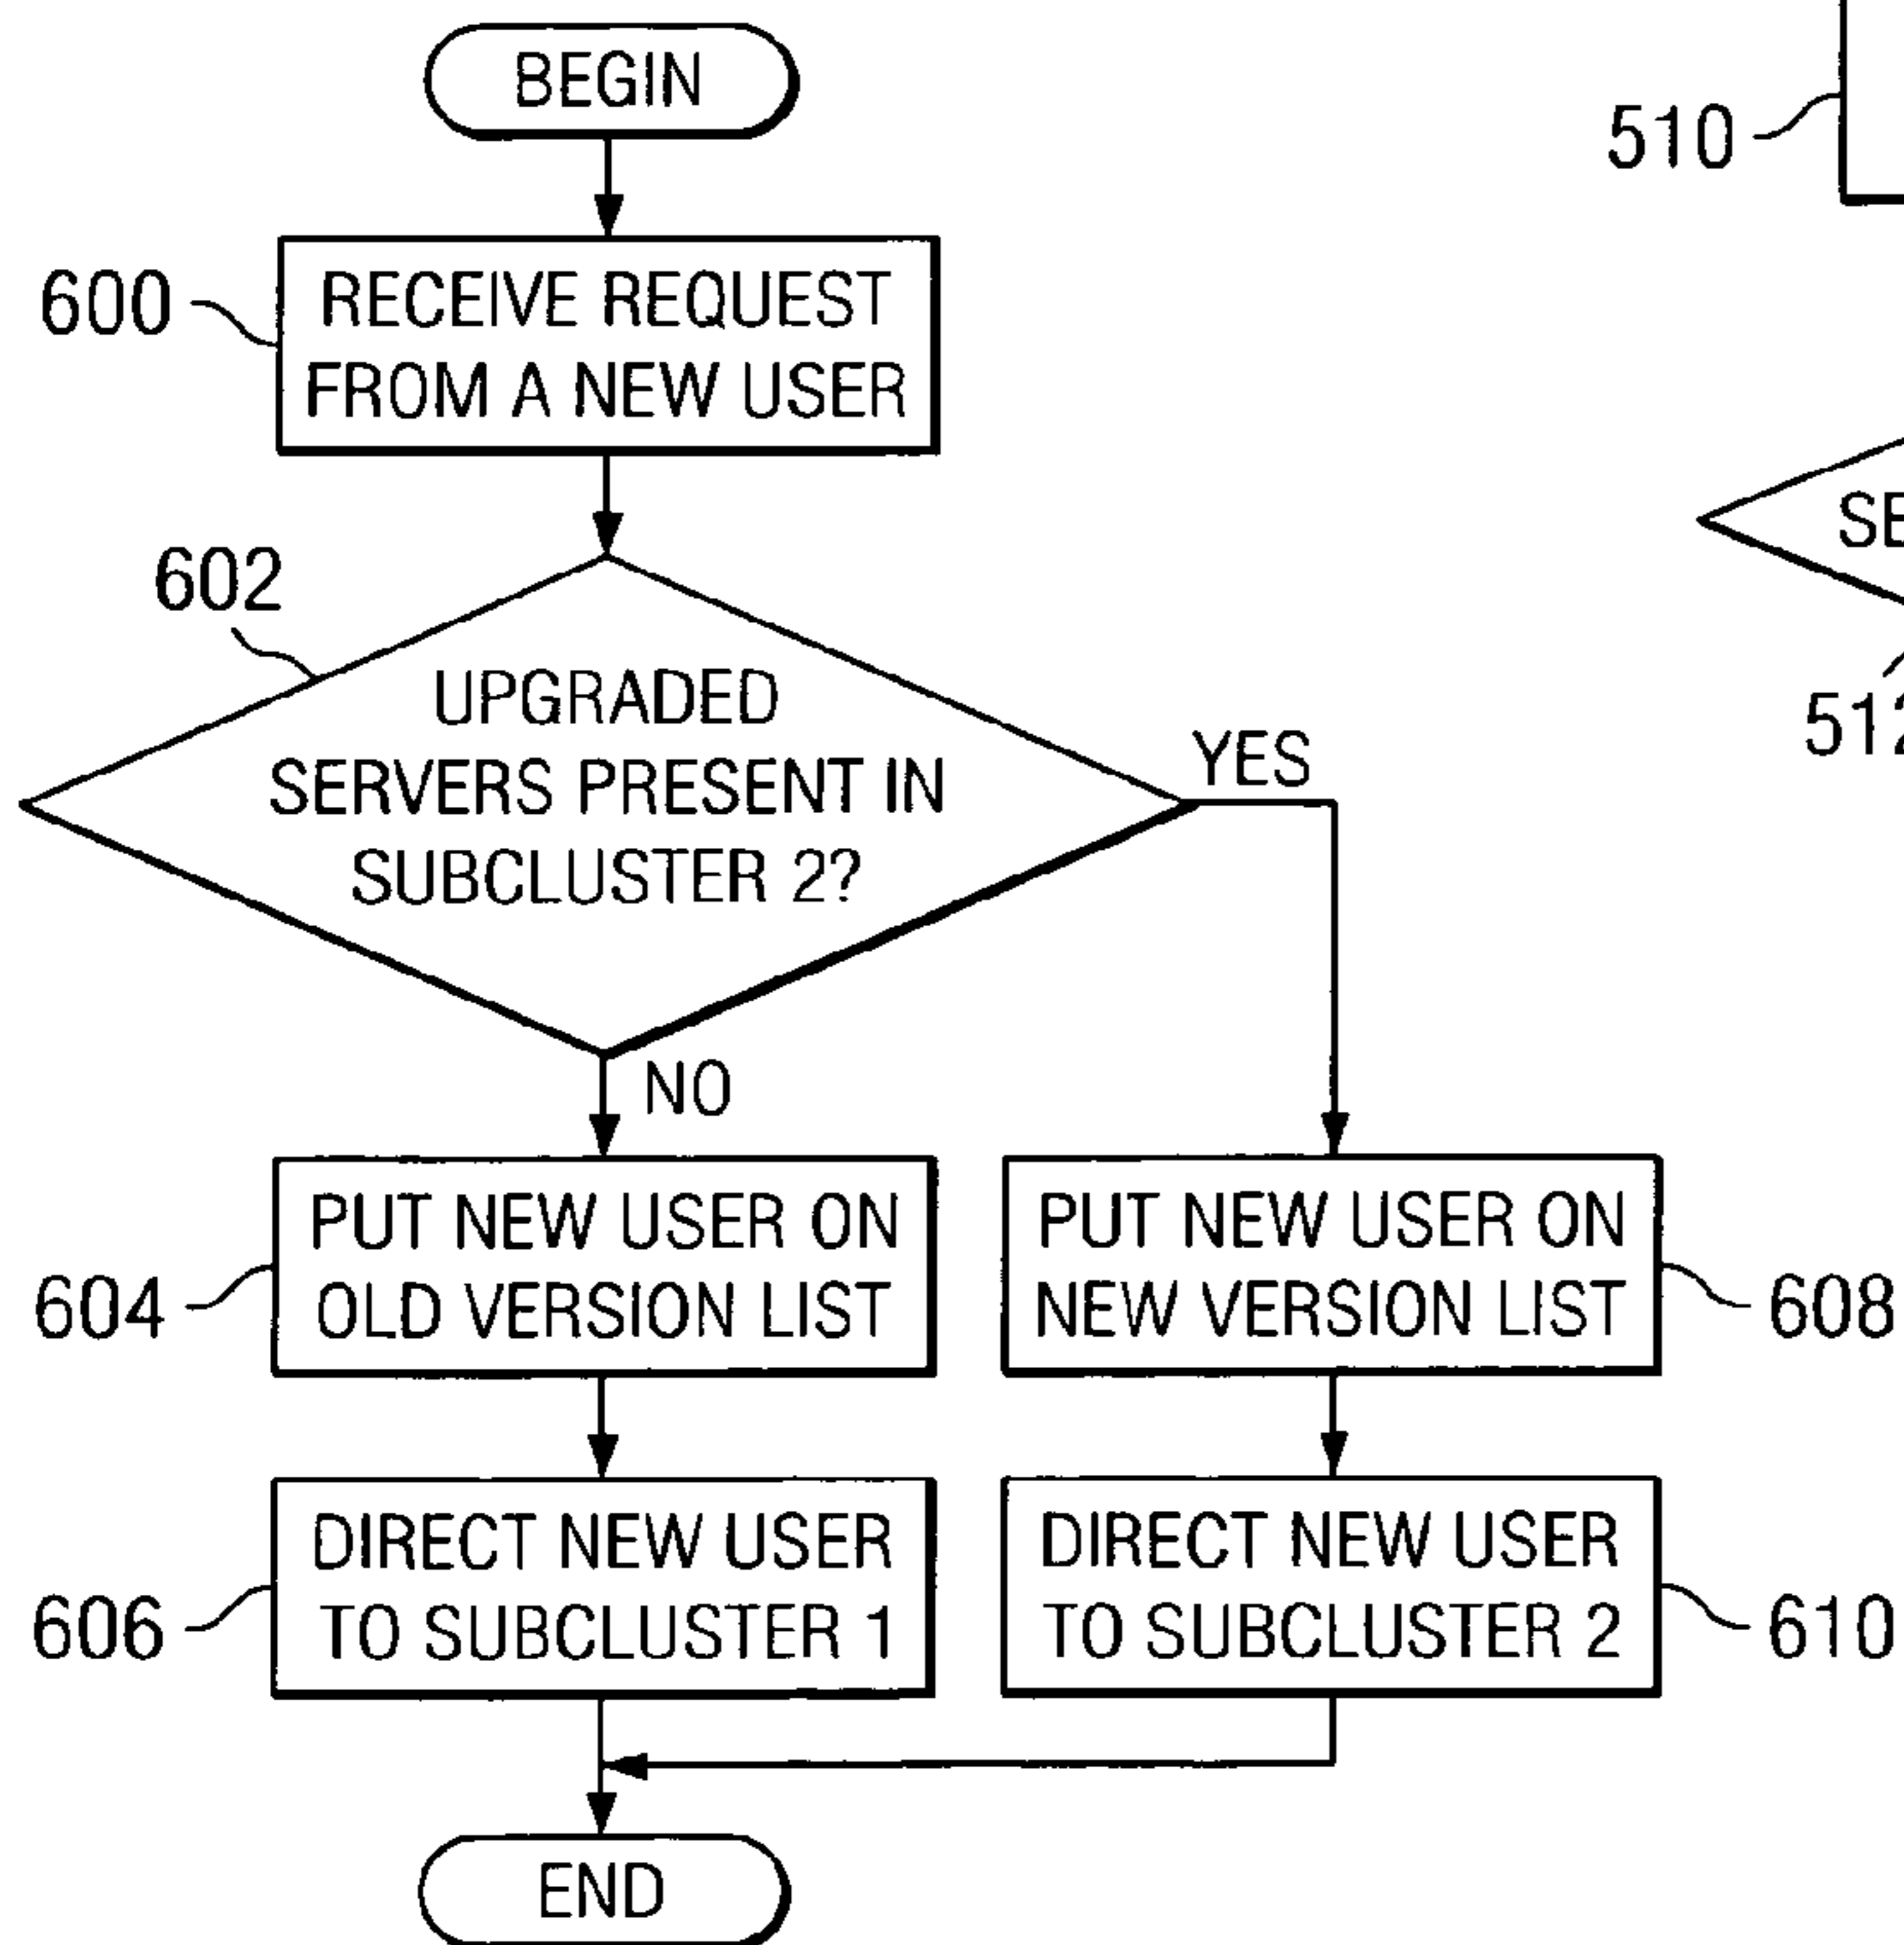 BEGIN
600
RECEIVE REQUEST
FROM A NEW USER
602
UPGRADED
SERVERS PRESENT IN
SUBCLUSTER 2?
YES
NO
604
PUT NEW USER ON
OLD VERSION LIST
PUT NEW USER ON
NEW VERSION LIST
608
606
DIRECT NEW USER
TO SUBCLUSTER 1
DIRECT NEW USER
TO SUBCLUSTER 2
610
END
510